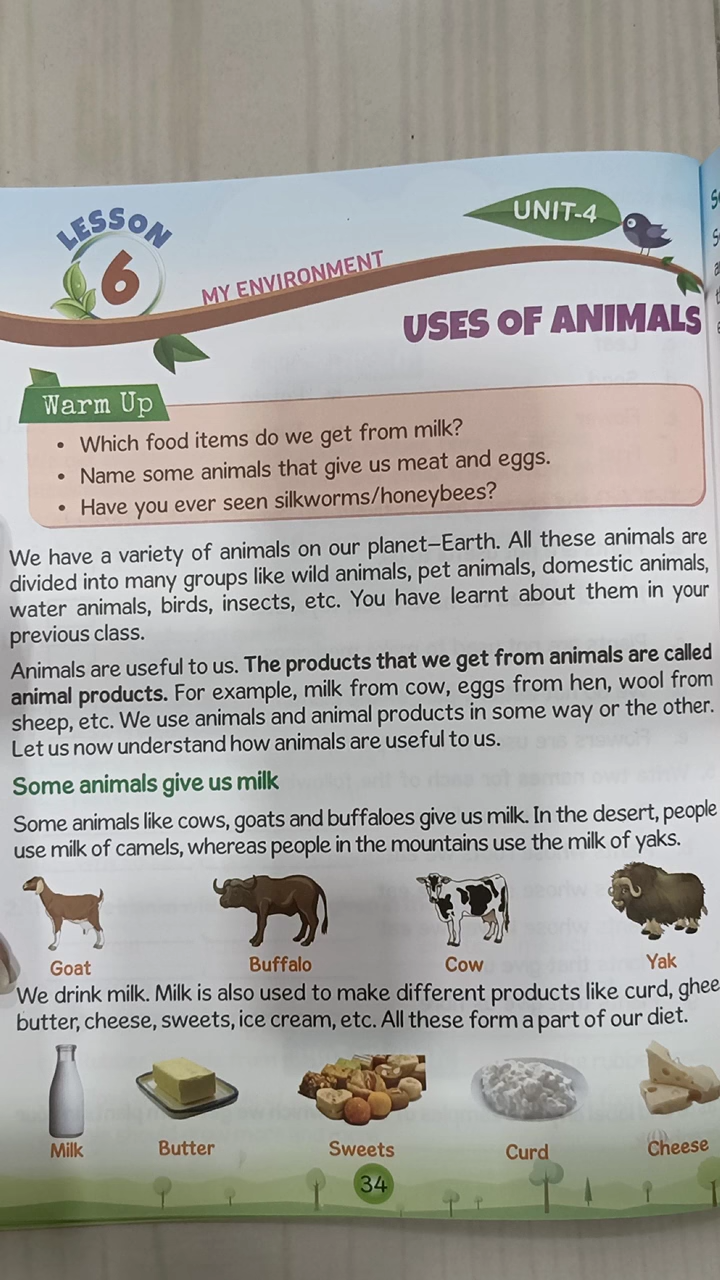 LESSON
6
UNIT-4
MY ENVIRONMENT
USES OF ANIMALS
Warm Up
• Which food items do we get from milk?
• Name some animals that give us meat and eggs.
• Have you ever seen silkworms/honeybees?
We have a variety of animals on our planet–Earth. All these animals are
divided into many groups like wild animals, pet animals, domestic animals,
water animals, birds, insects, etc. You have learnt about them in your
previous class.
Animals are useful to us. The products that we get from animals are called
animal products. For example, milk from cow, eggs from hen, wool from
sheep, etc. We use animals and animal products in some way or the other.
Let us now understand how animals are useful to us.
Some animals give us milk
Some animals like cows, goats and buffaloes give us milk. In the desert, people
use milk of camels, whereas people in the mountains use the milk of yaks.
Goat Buffalo Cow Yak
We drink milk. Milk is also used to make different products like curd, ghee
butter, cheese, sweets, ice cream, etc. All these form a part of our diet.
Milk Butter Sweets Curd Cheese
34